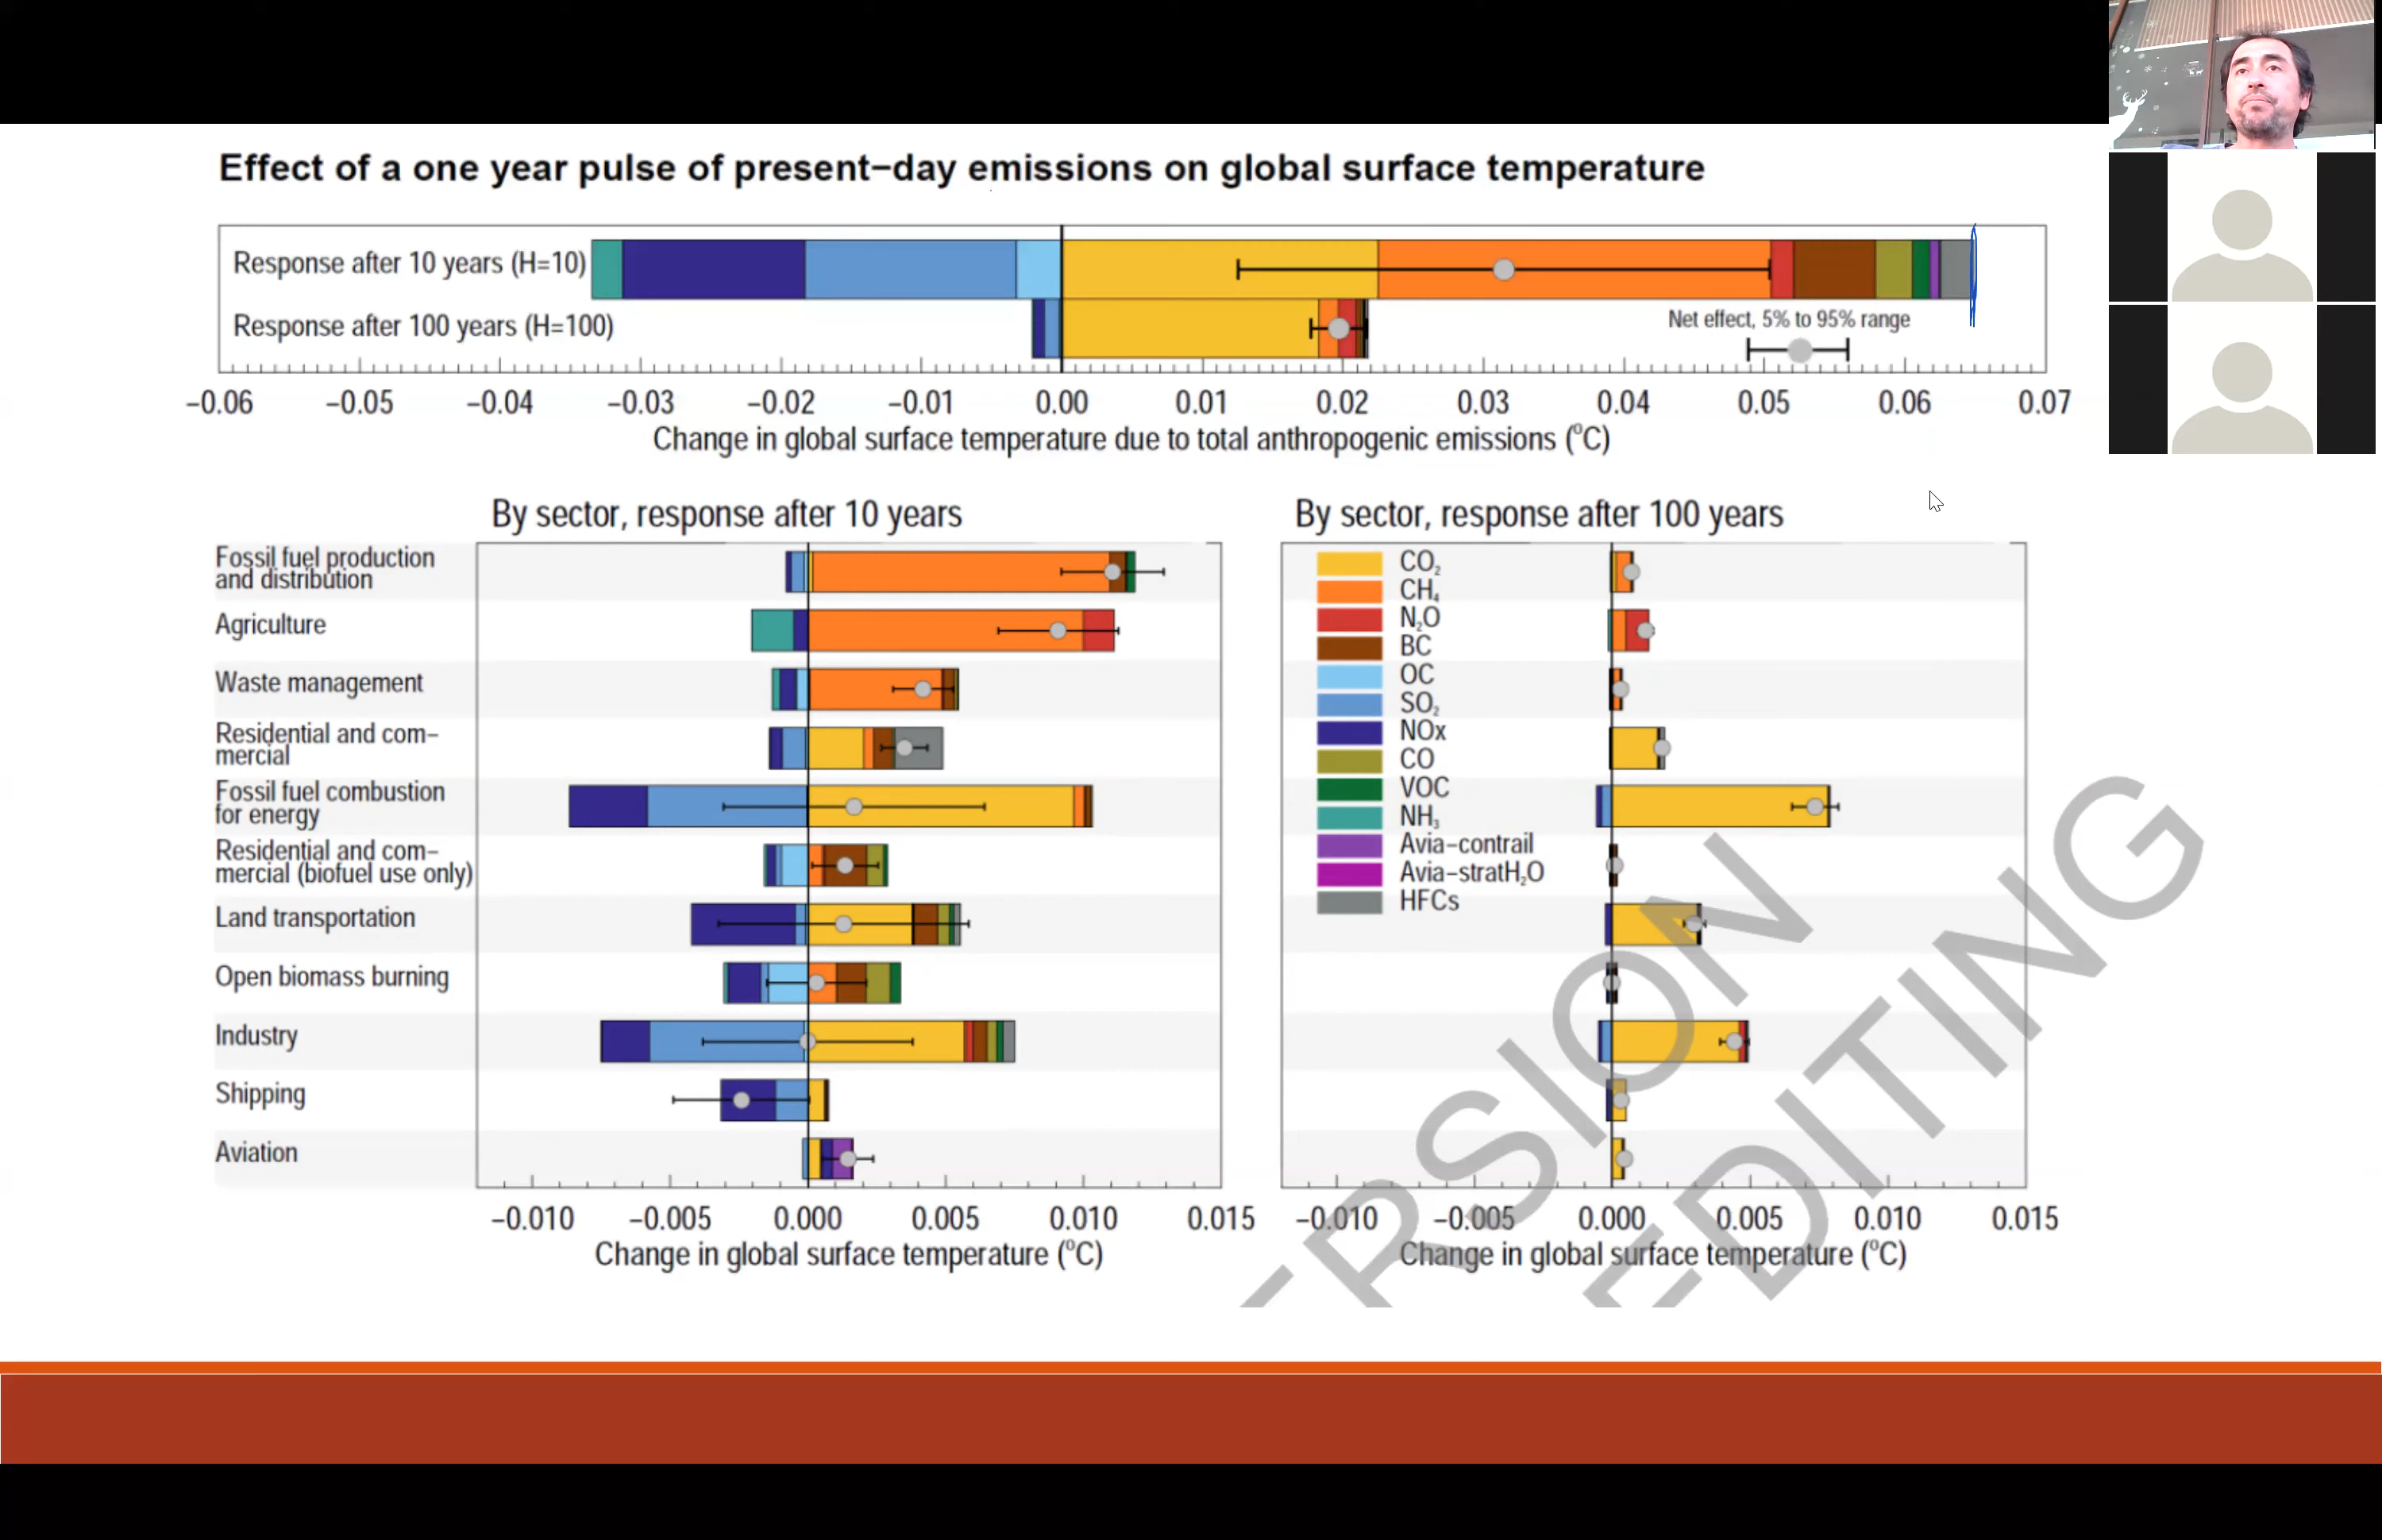 Effect of a one year pulse of present−day emissions on global surface temperature
Response after 10 years (H=10)
Response after 100 years (H=100)
Net effect, 5% to 95% range
−0.06 −0.05 −0.04 −0.03 −0.02 −0.01 0.00 0.01 0.02 0.03 0.04 0.05 0.06 0.07
Change in global surface temperature due to total anthropogenic emissions (°C)
By sector, response after 10 years
Fossil fuel production
and distribution
Agriculture
Waste management
Residential and com−
mercial
Fossil fuel combustion
for energy
Residential and com−
mercial (biofuel use only)
Land transportation
Open biomass burning
Industry
Shipping
Aviation
−0.010 −0.005 0.000 0.005 0.010 0.015
Change in global surface temperature (°C)
By sector, response after 100 years
CO₂
CH₄
N₂O
BC
OC
SO₂
NOx
CO
VOC
NH₃
Avia−contrail
Avia−stratH₂O
HFCs
−0.010 −0.005 0.000 0.005 0.010 0.015
Change in global surface temperature (°C)
ERSION
EDITING